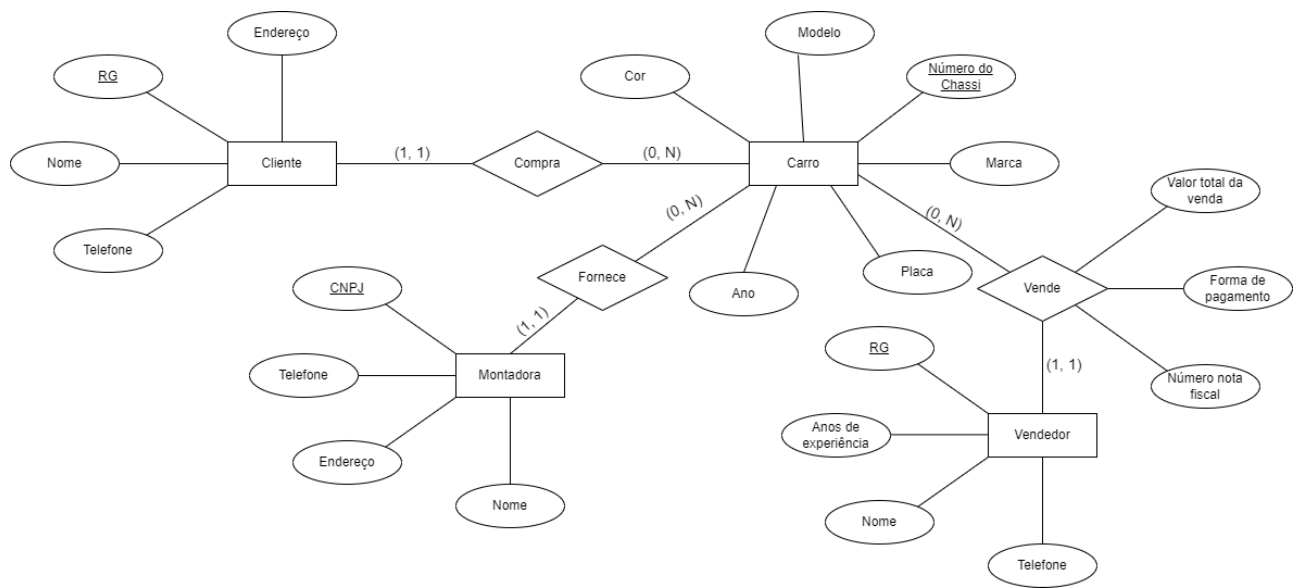 Endereço
Modelo
RG
Cor
Número do
Chassi
Nome
Cliente
(1, 1)
Compra
(0, N)
Carro
Marca
Valor total da
venda
(0, N)
(0, N)
Telefone
Fornece
Placa
CNPJ
Ano
Vende
Forma de
pagamento
(1, 1)
RG
Telefone
Montadora
(1, 1)
Número nota
fiscal
Anos de
experiência
Vendedor
Endereço
Nome
Nome
Telefone